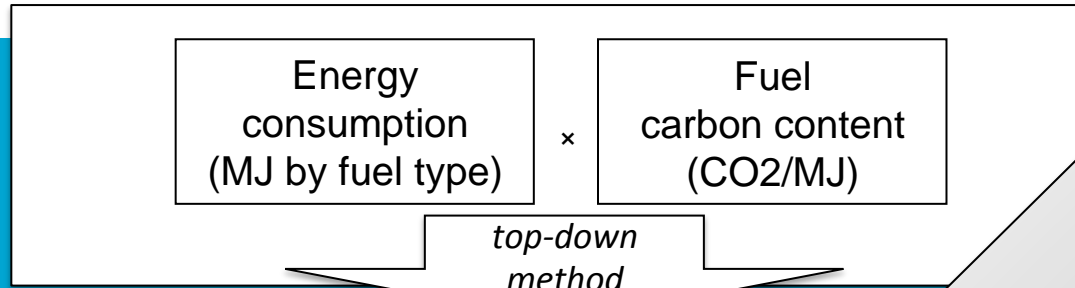 Energy
consumption
(MJ by fuel type)
×
Fuel
carbon content
(CO2/MJ)
top-down
method